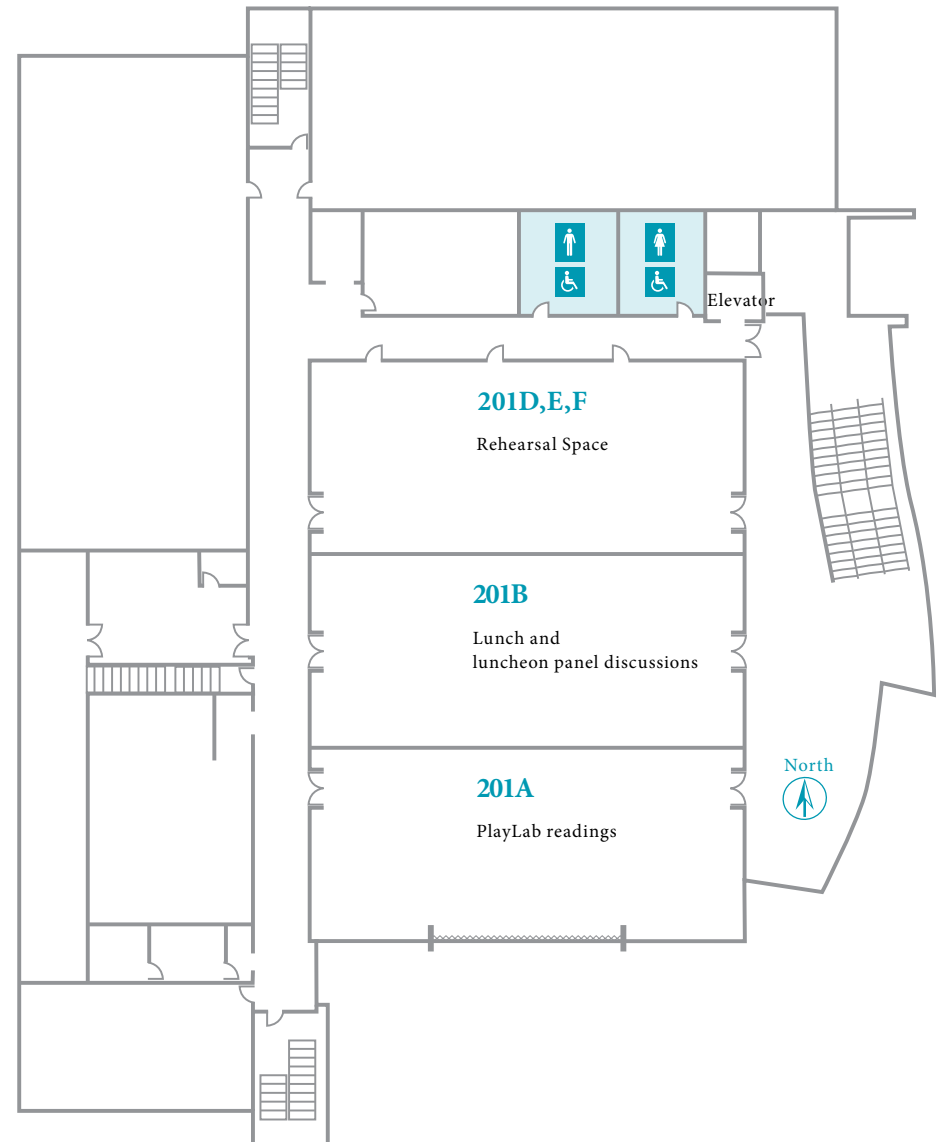 Elevator
201D,E,F
Rehearsal Space
201B
Lunch and
luncheon panel discussions
North
201A
PlayLab readings